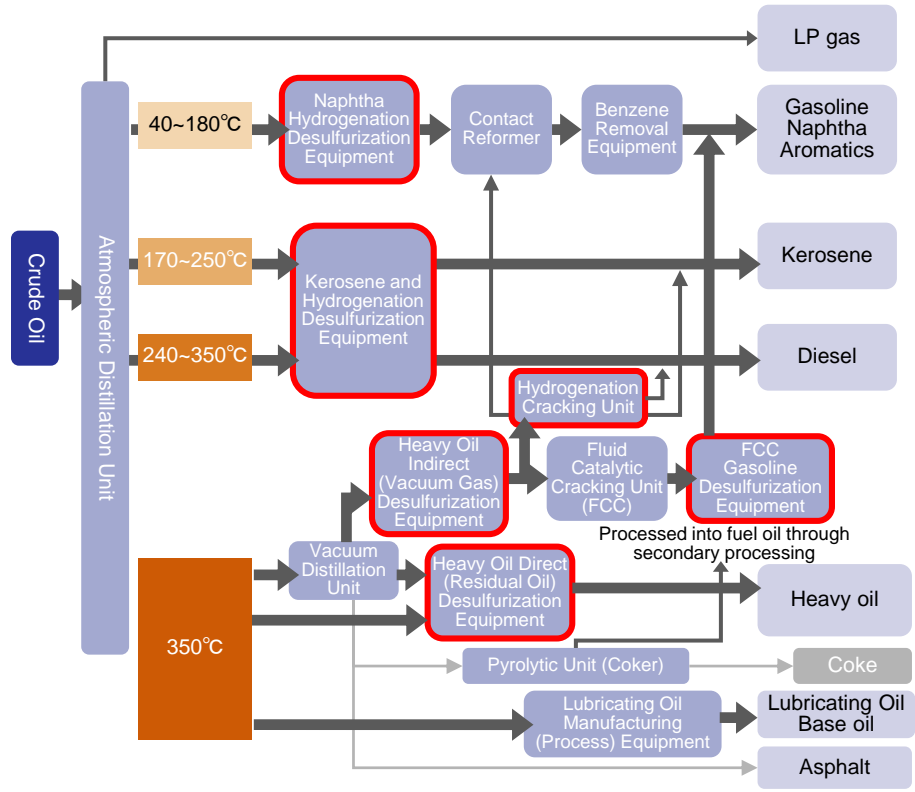 LP gas
Crude Oil
Atmospheric Distillation Unit
40~180℃
Naphtha
Hydrogenation
Desulfurization
Equipment
Contact
Reformer
Benzene
Removal
Equipment
Gasoline
Naphtha
Aromatics
170~250℃
Kerosene and
Hydrogenation
Desulfurization
Equipment
Kerosene
240~350℃
Diesel
Hydrogenation
Cracking Unit
Heavy Oil
Indirect
(Vacuum Gas)
Desulfurization
Equipment
Fluid
Catalytic
Cracking Unit
(FCC)
FCC
Gasoline
Desulfurization
Equipment
Processed into fuel oil through
secondary processing
350℃
Vacuum
Distillation
Unit
Heavy Oil Direct
(Residual Oil)
Desulfurization
Equipment
Heavy oil
Pyrolytic Unit (Coker)
Coke
Lubricating Oil
Manufacturing
(Process) Equipment
Lubricating Oil
Base oil
Asphalt